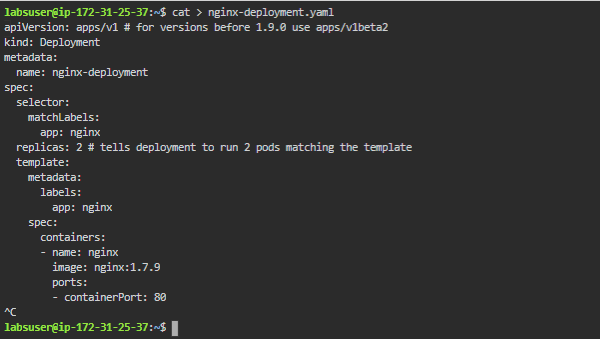 labsuser@ip-172-31-25-37:~$ cat > nginx-deployment.yaml
apiVersion: apps/v1 # for versions before 1.9.0 use apps/v1beta2
kind: Deployment
metadata:
  name: nginx-deployment
spec:
  selector:
    matchLabels:
      app: nginx
  replicas: 2 # tells deployment to run 2 pods matching the template
  template:
    metadata:
      labels:
        app: nginx
    spec:
      containers:
      - name: nginx
        image: nginx:1.7.9
        ports:
        - containerPort: 80
^C
labsuser@ip-172-31-25-37:~$